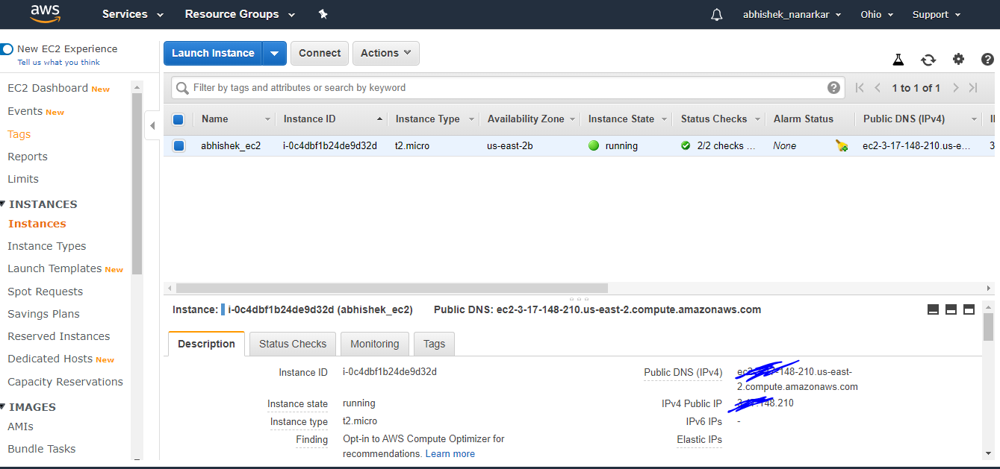 aws
Services
Resource Groups
abhishek_nanarkar
Ohio
Support
New EC2 Experience
Tell us what you think
EC2 Dashboard New
Events New
Tags
Reports
Limits
INSTANCES
Instances
Instance Types
Launch Templates New
Spot Requests
Savings Plans
Reserved Instances
Dedicated Hosts New
Capacity Reservations
IMAGES
AMIs
Bundle Tasks
Launch Instance
Connect
Actions
Filter by tags and attributes or search by keyword
1 to 1 of 1
Name Instance ID Instance Type Availability Zone Instance State Status Checks Alarm Status Public DNS (IPv4)
abhishek_ec2 i-0c4dbf1b24de9d32d t2.micro us-east-2b running 2/2 checks ... None ec2-3-17-148-210.us-e... 3
Instance: i-0c4dbf1b24de9d32d (abhishek_ec2) Public DNS: ec2-3-17-148-210.us-east-2.compute.amazonaws.com
Description
Status Checks
Monitoring
Tags
Instance ID i-0c4dbf1b24de9d32d
Instance state running
Instance type t2.micro
Finding Opt-in to AWS Compute Optimizer for
recommendations. Learn more
Public DNS (IPv4) -148-210.us-east-
2.compute.amazonaws.com
IPv4 Public IP .210
IPv6 IPs -
Elastic IPs